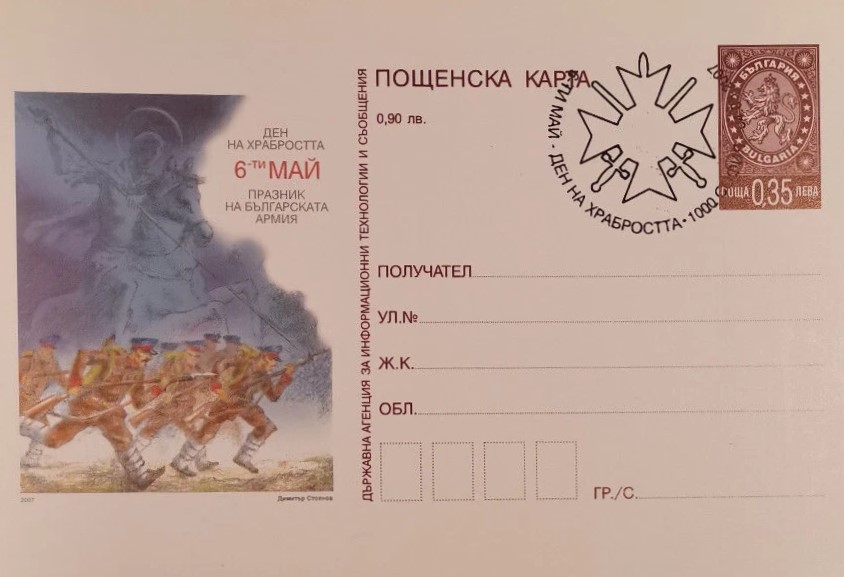 ДЕН
НА ХРАБРОСТТА
6-ТИ МАЙ
ПРАЗНИК
НА БЪЛГАРСКАТА
АРМИЯ
2007
Димитър Стоянов
ДЪРЖАВНА АГЕНЦИЯ ЗА ИНФОРМАЦИОННИ ТЕХНОЛОГИИ И СЪОБЩЕНИЯ
ПОЩЕНСКА КАРТА
0,90 лв.
6-ТИ МАЙ - ДЕН НА ХРАБРОСТТА · 1000
БЪЛГАРИЯ
BULGARIA
ПОЩА 0,35 ЛЕВА
ПОЛУЧАТЕЛ
УЛ.№
Ж.К.
ОБЛ.
ГР./С.